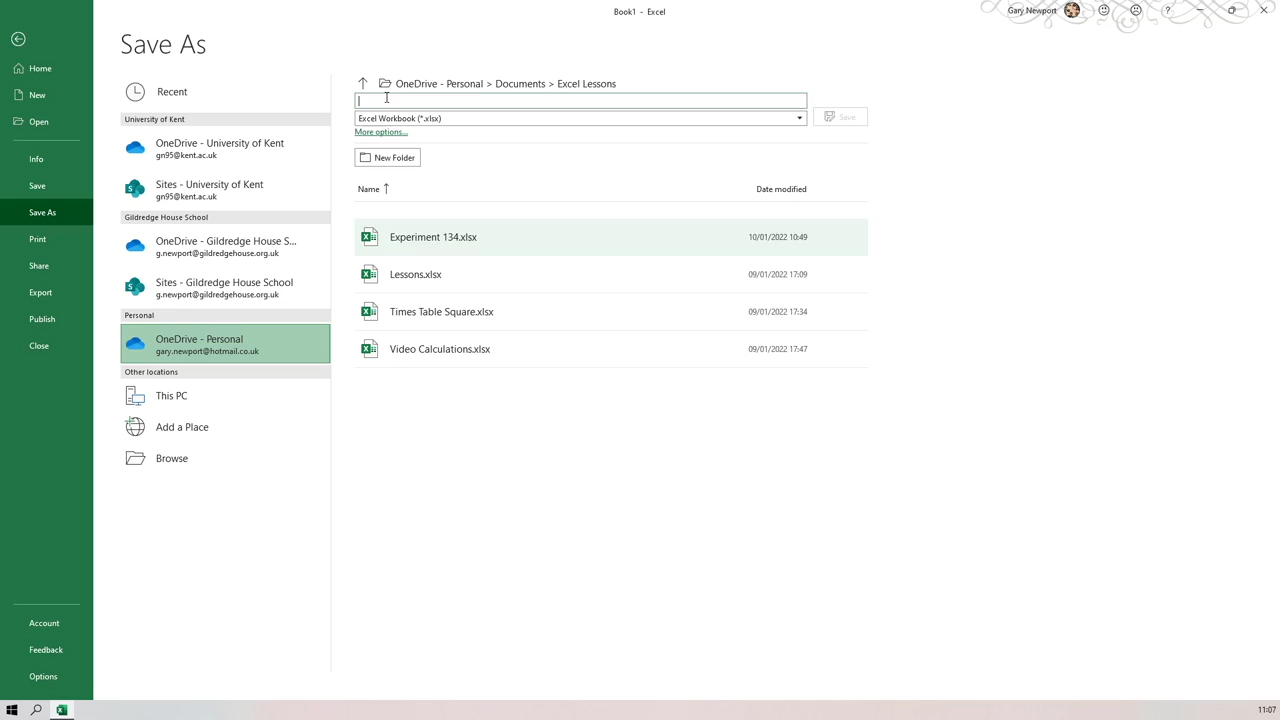 Book1 - Excel
Gary Newport
?
Save As
Home
New
Open
Info
Save
Save As
Print
Share
Export
Publish
Close
Account
Feedback
Options
Recent
University of Kent
OneDrive - University of Kent
gn95@kent.ac.uk
Sites - University of Kent
gn95@kent.ac.uk
Gildredge House School
OneDrive - Gildredge House S...
g.newport@gildredgehouse.org.uk
Sites - Gildredge House School
g.newport@gildredgehouse.org.uk
Personal
OneDrive - Personal
gary.newport@hotmail.co.uk
Other locations
This PC
Add a Place
Browse
OneDrive - Personal > Documents > Excel Lessons
Excel Workbook (*.xlsx)
Save
More options...
New Folder
Name Date modified
Experiment 134.xlsx 10/01/2022 10:49
Lessons.xlsx 09/01/2022 17:09
Times Table Square.xlsx 09/01/2022 17:34
Video Calculations.xlsx 09/01/2022 17:47
11:07